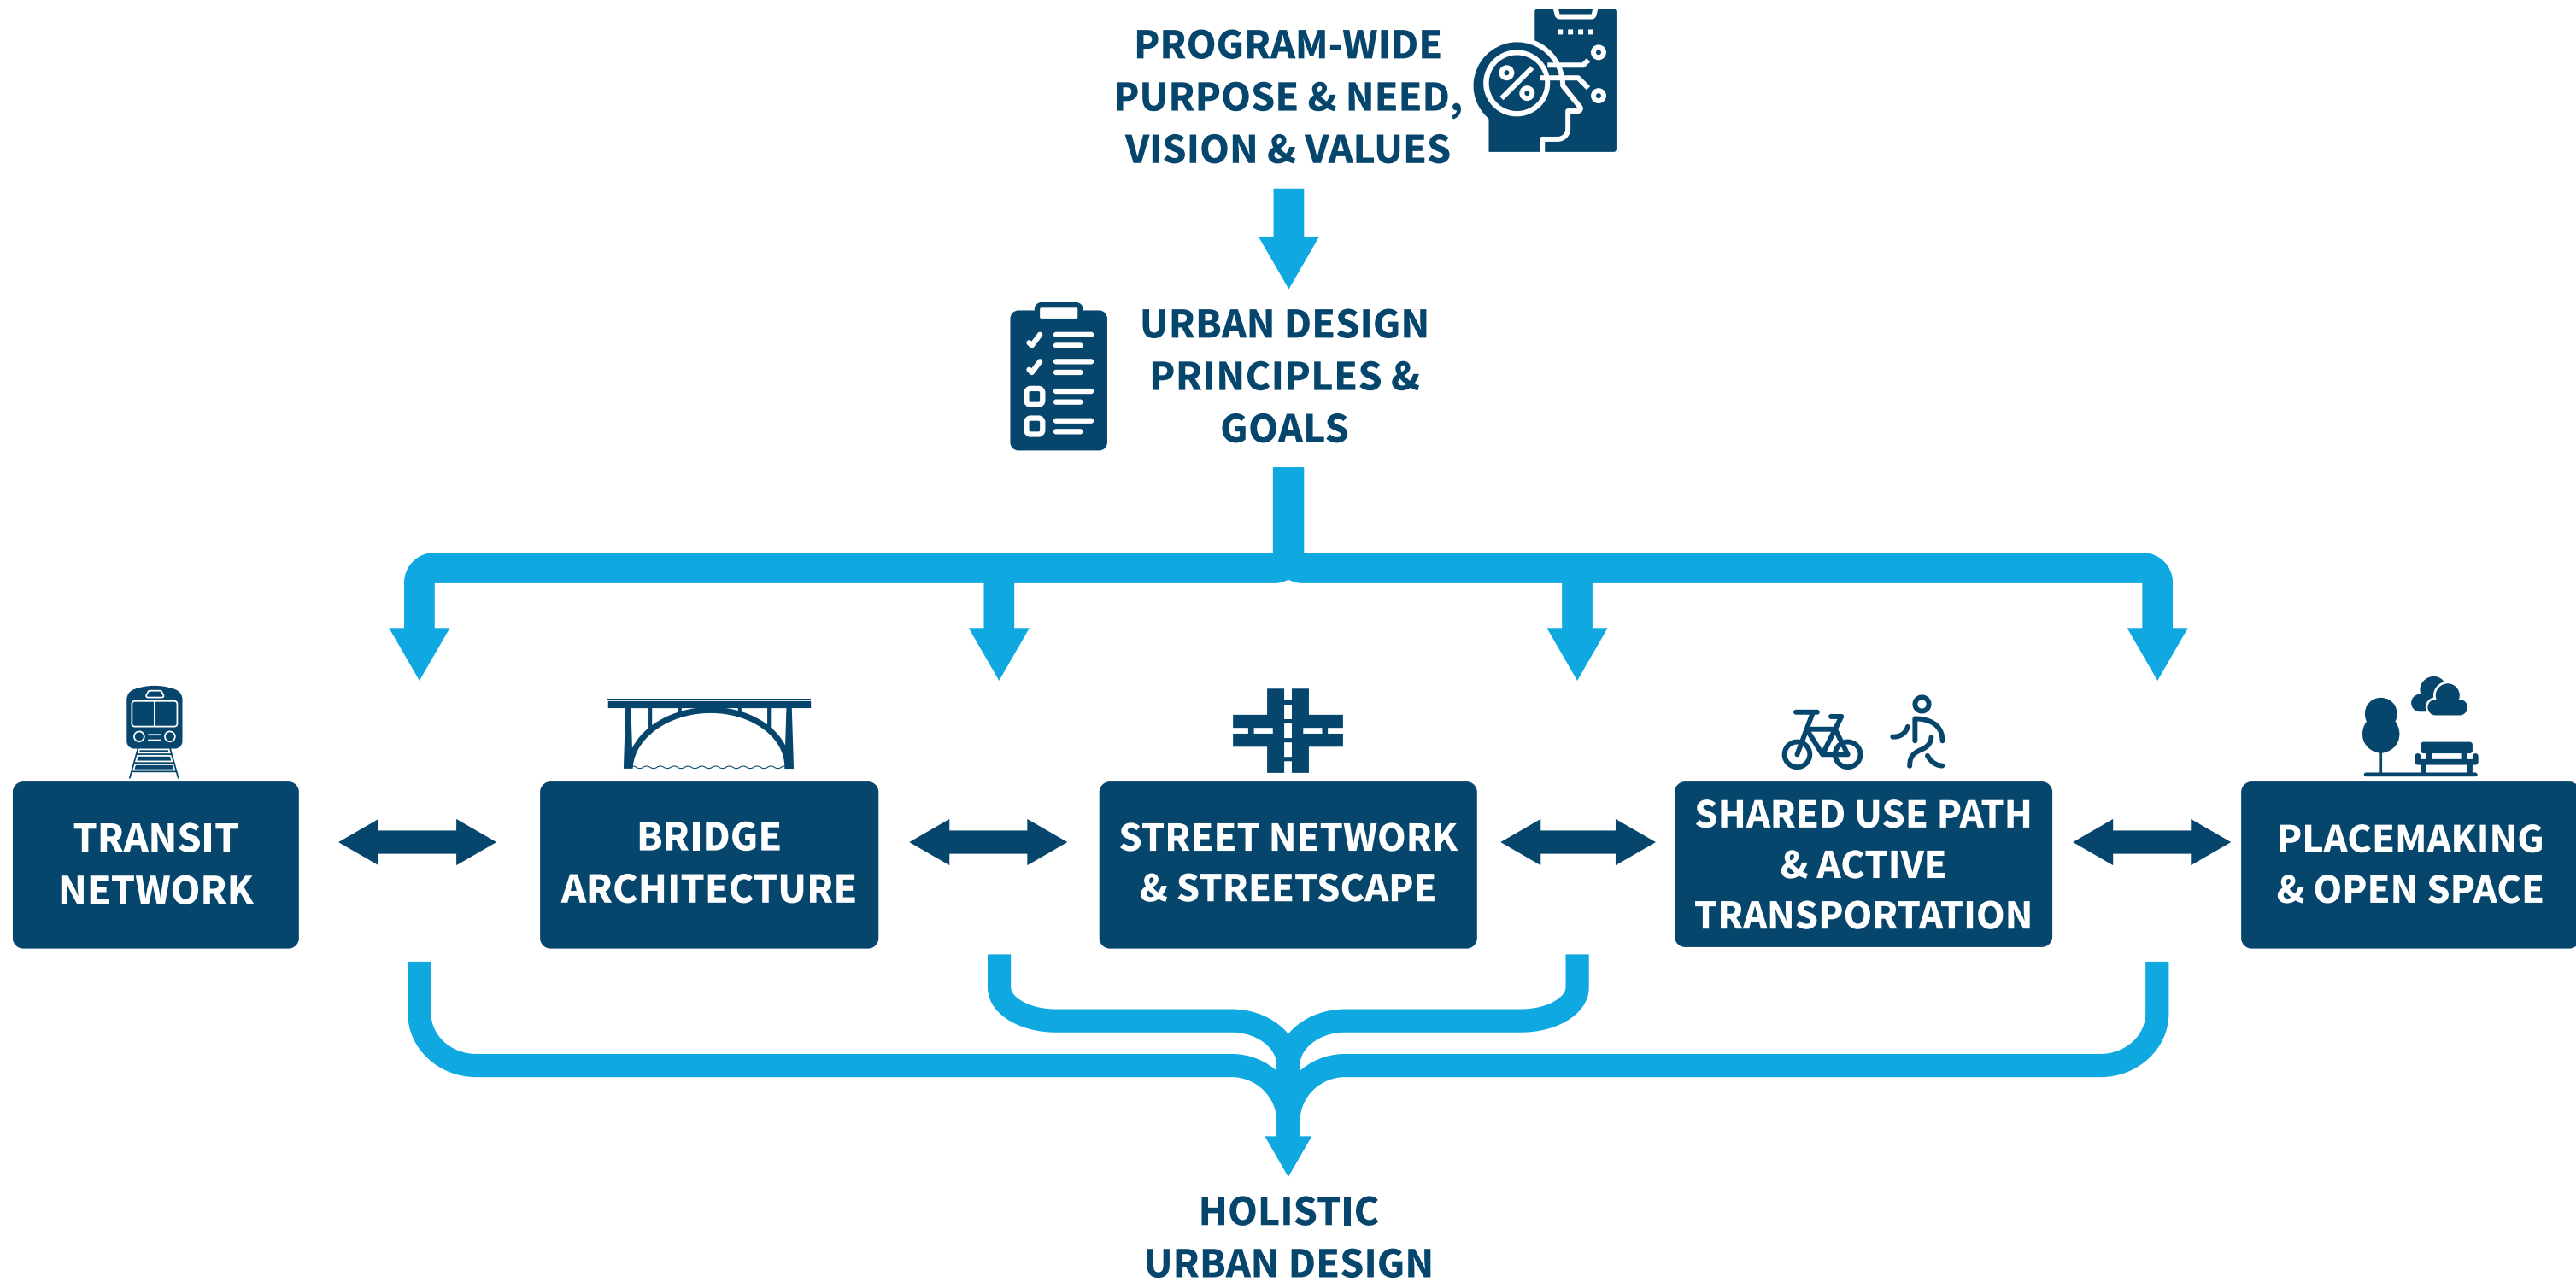 PROGRAM-WIDE
PURPOSE & NEED,
VISION & VALUES
URBAN DESIGN
PRINCIPLES &
GOALS
TRANSIT
NETWORK
BRIDGE
ARCHITECTURE
STREET NETWORK
& STREETSCAPE
SHARED USE PATH
& ACTIVE
TRANSPORTATION
PLACEMAKING
& OPEN SPACE
HOLISTIC
URBAN DESIGN